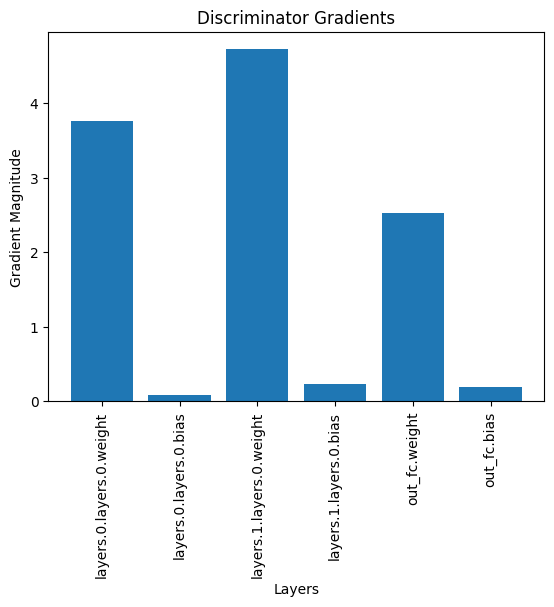 Discriminator Gradients
Gradient Magnitude
4
3
2
1
0
layers.0.layers.0.weight
layers.0.layers.0.bias
layers.1.layers.0.weight
layers.1.layers.0.bias
out_fc.weight
out_fc.bias
Layers